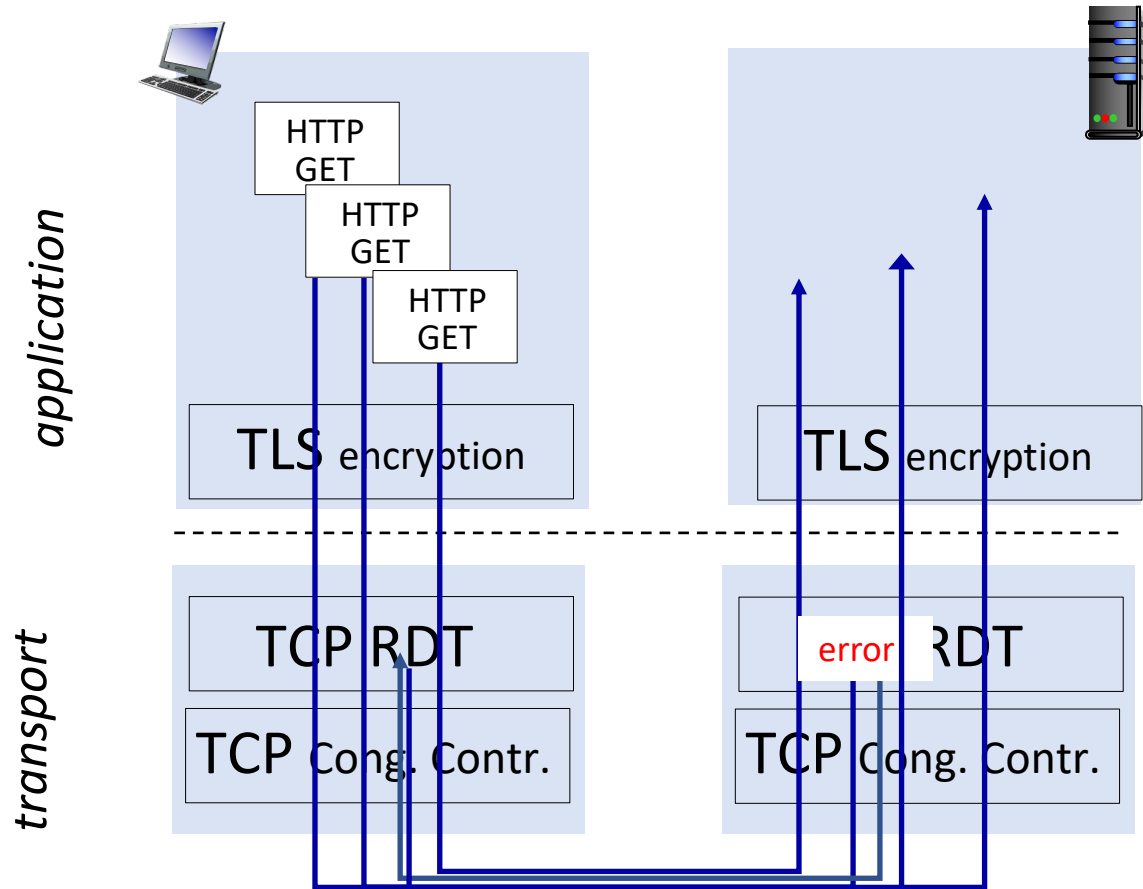 application
HTTP
GET
HTTP
GET
HTTP
GET
TLS encryption
TLS encryption
transport
TCP RDT
error RDT
TCP Cong. Contr.
TCP Cong. Contr.